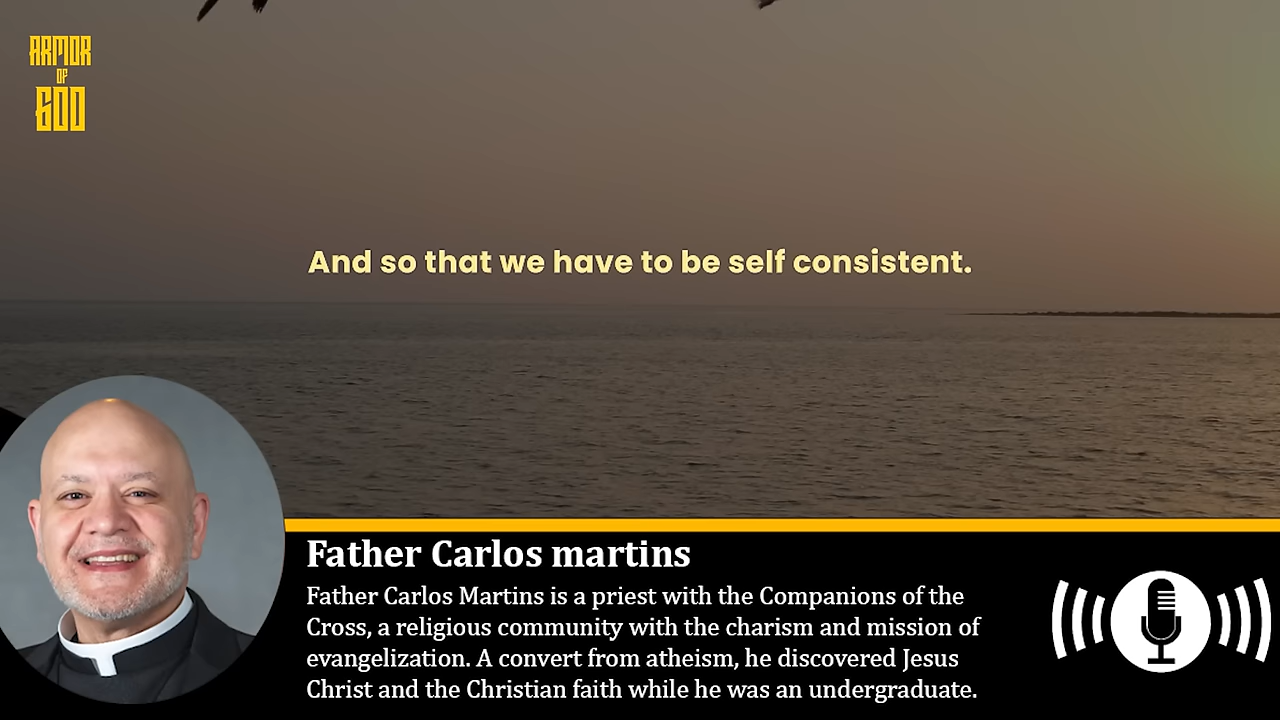 ARMOR
OF
GOD
And so that we have to be self consistent.
Father Carlos martins
Father Carlos Martins is a priest with the Companions of the
Cross, a religious community with the charism and mission of
evangelization. A convert from atheism, he discovered Jesus
Christ and the Christian faith while he was an undergraduate.